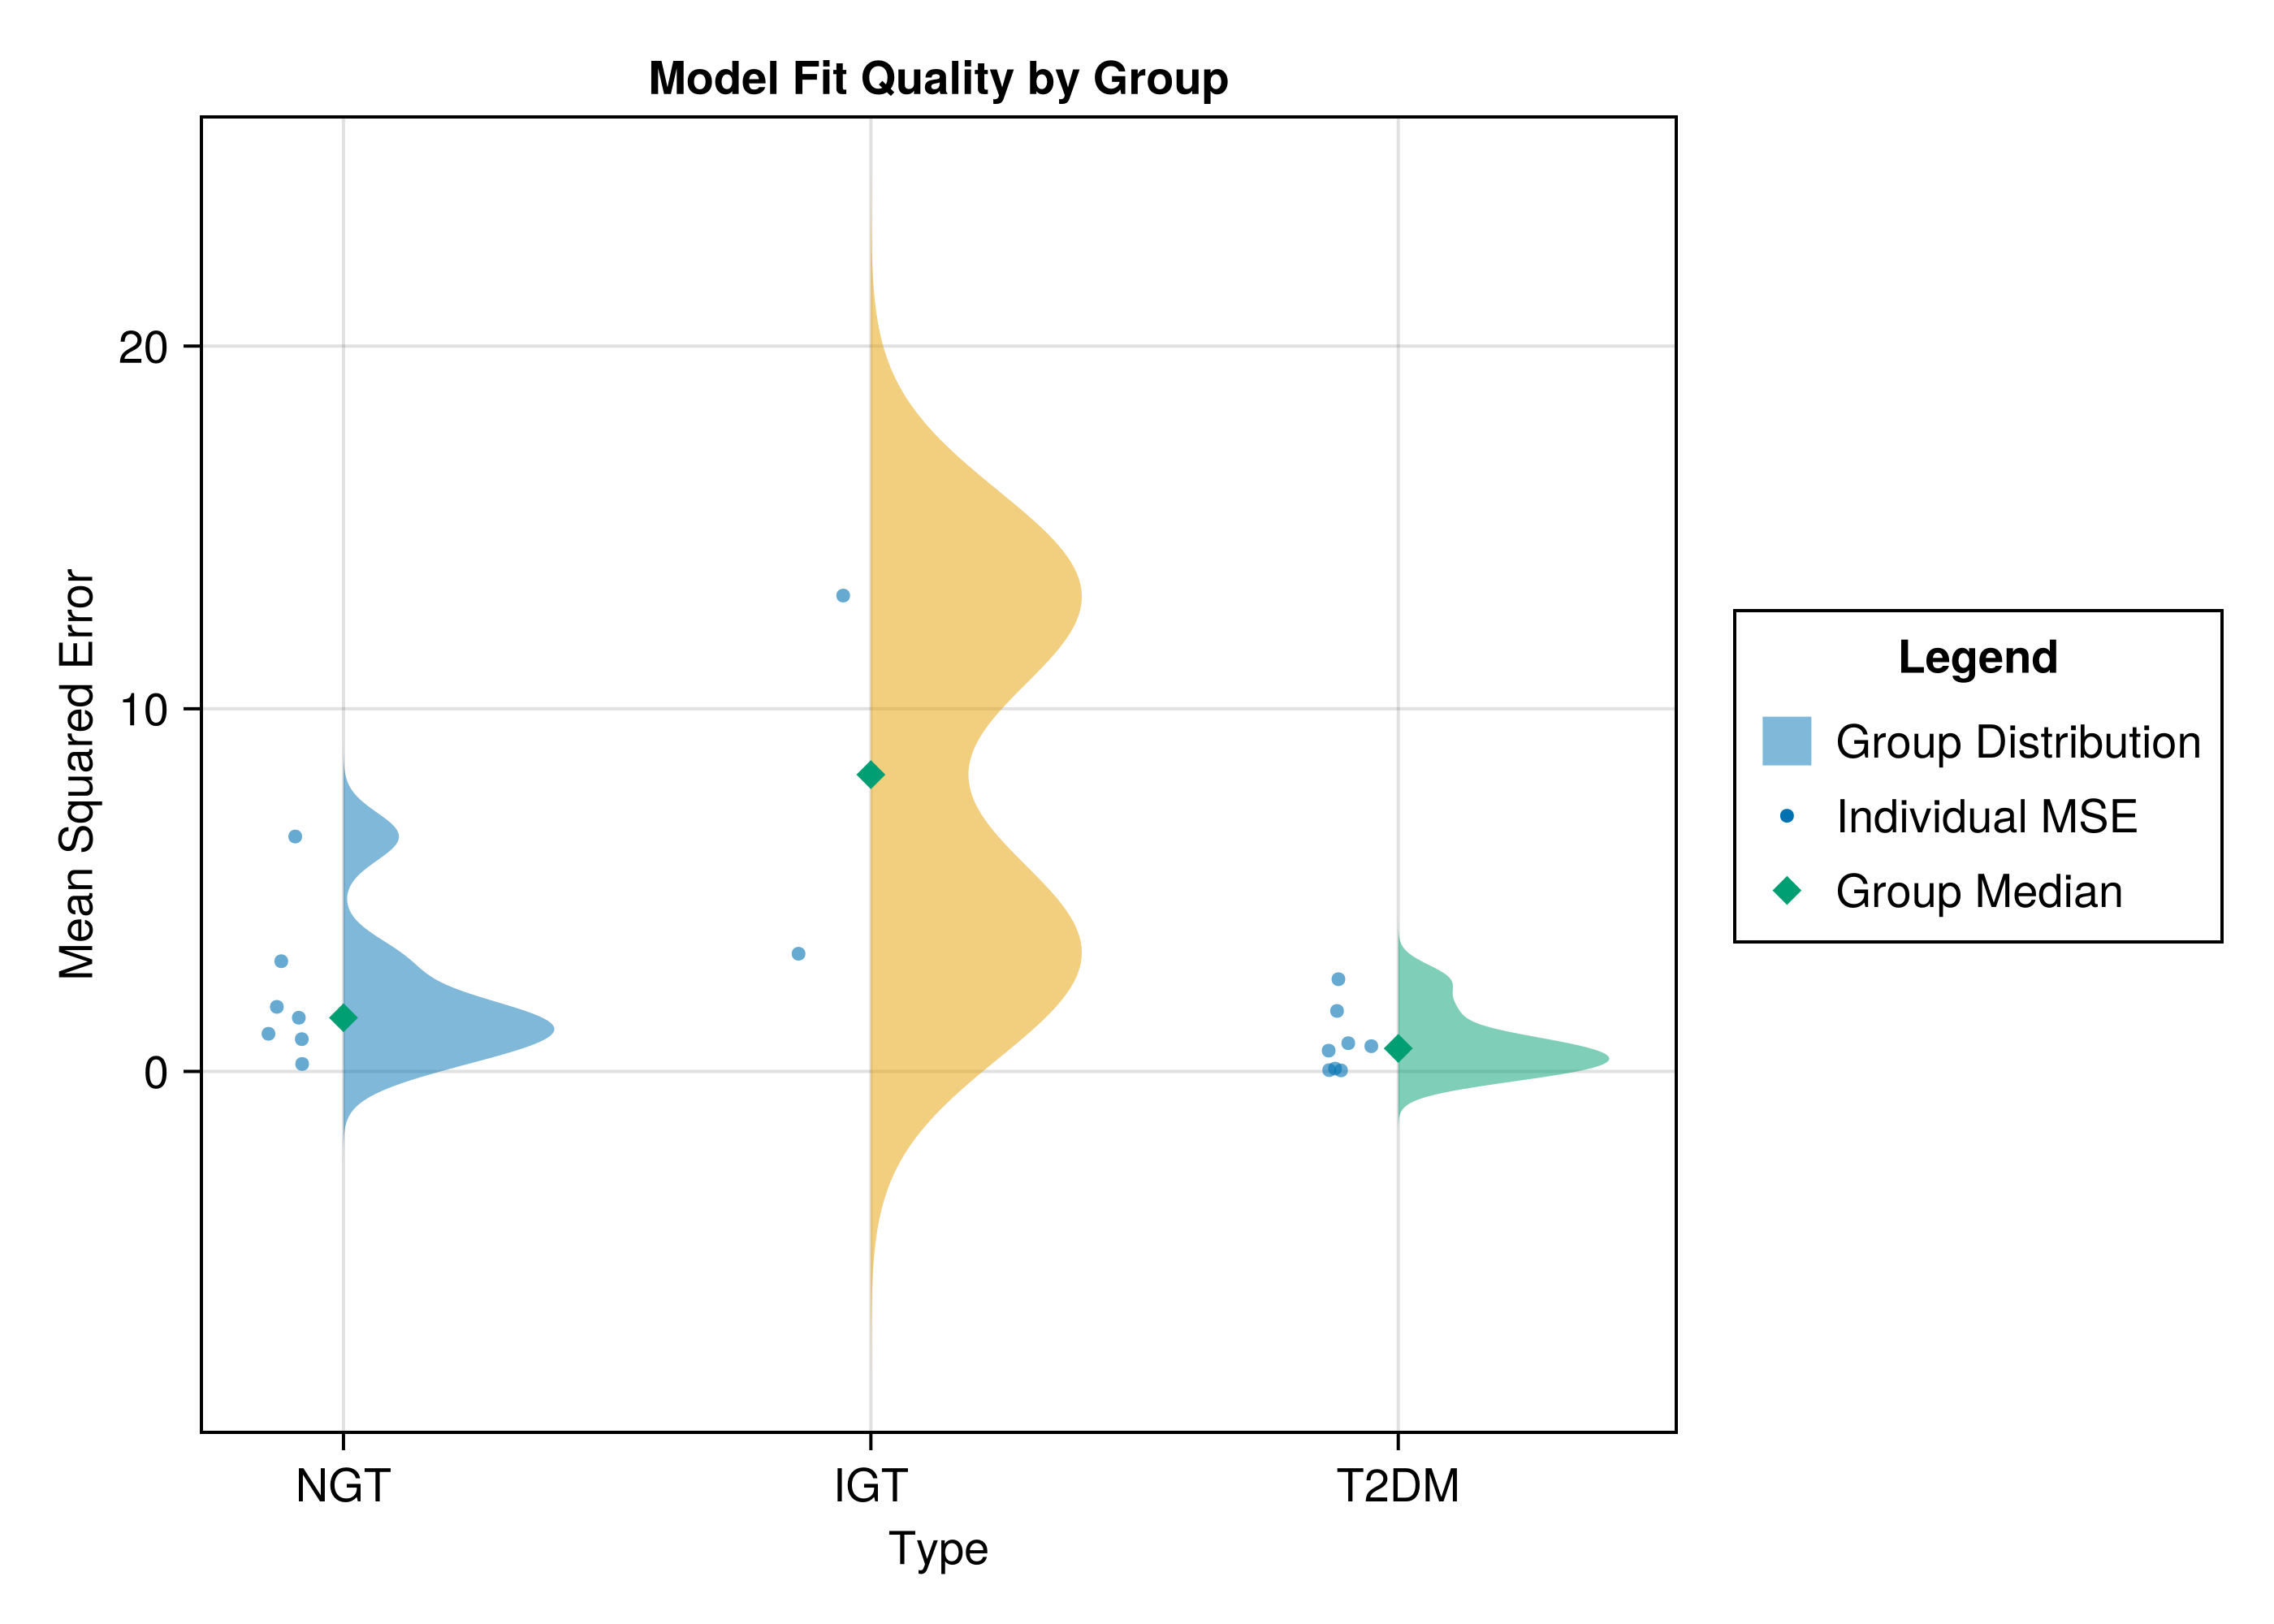 Model Fit Quality by Group
Mean Squared Error
20
10
0
NGT
IGT
T2DM
Type
Legend
Group Distribution
Individual MSE
Group Median